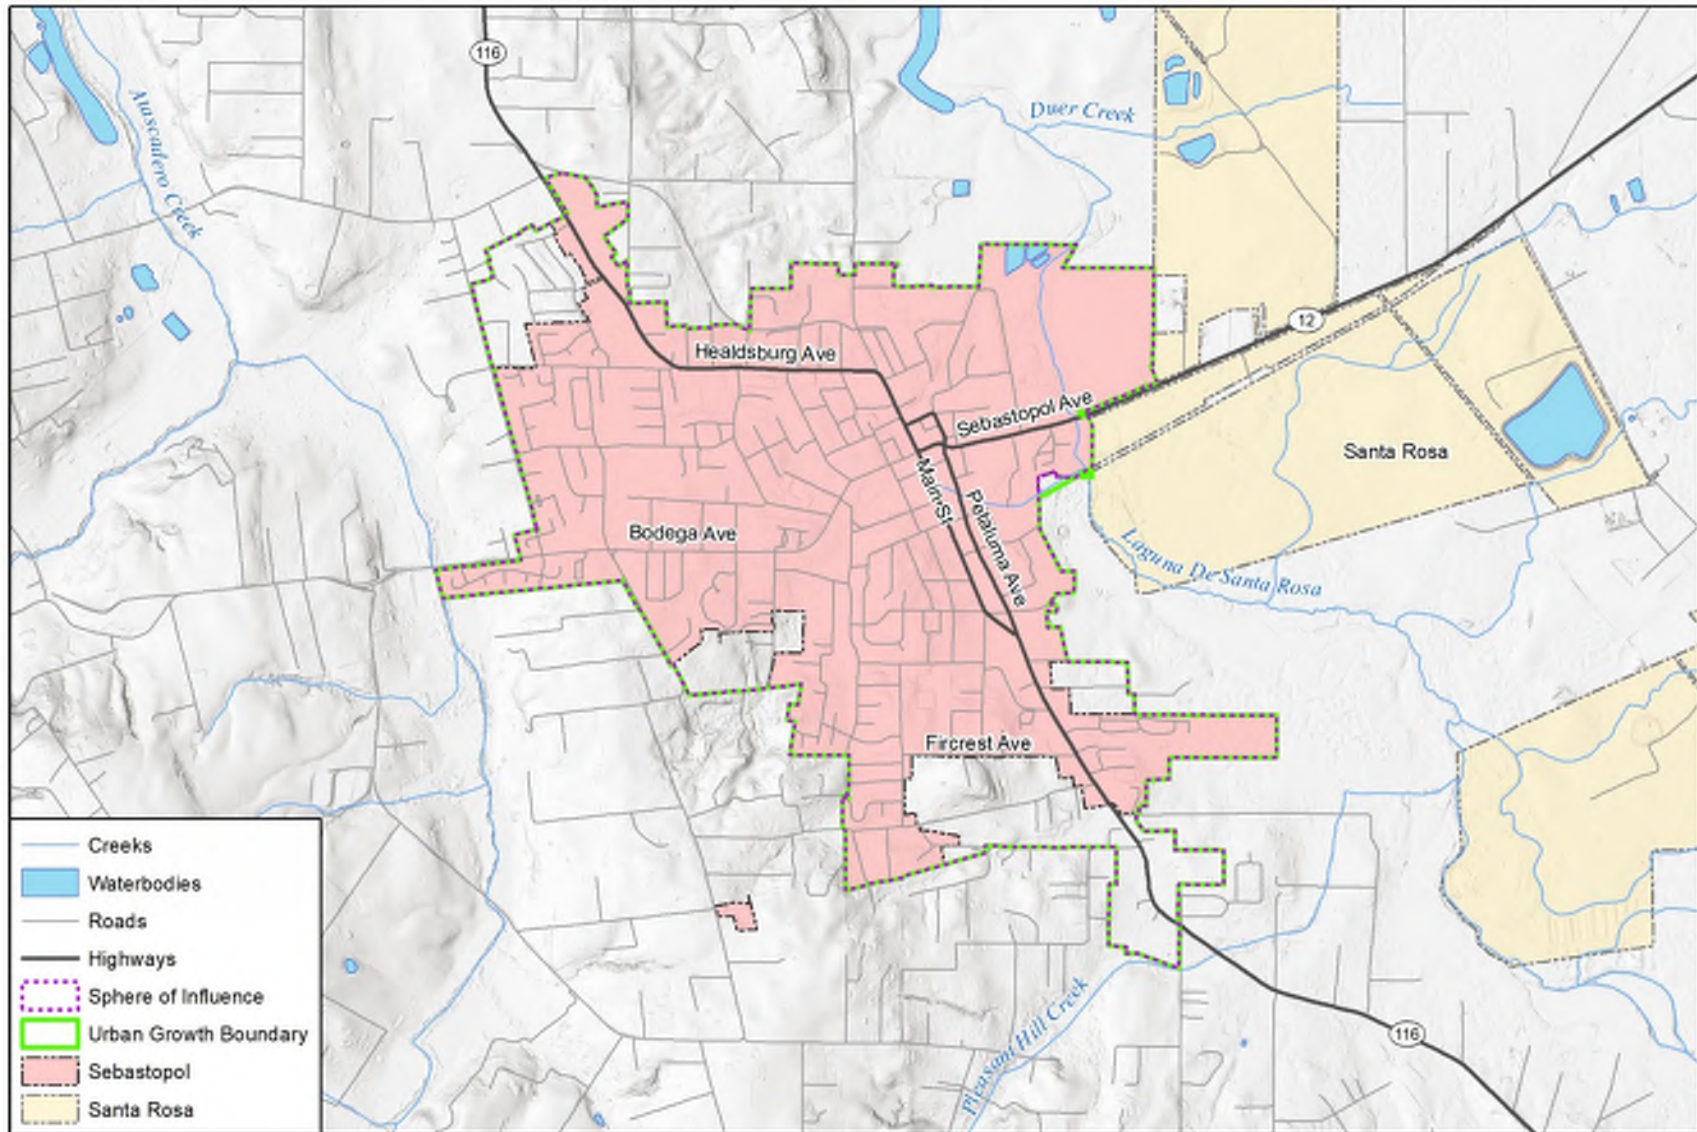 116
Duer Creek
Atascadero Creek
12
Healdsburg Ave
Sebastopol Ave
Santa Rosa
Main St
Petaluma Ave
Bodega Ave
Laguna De Santa Rosa
Fircrest Ave
Pleasant Hill Creek
116
Creeks
Waterbodies
Roads
Highways
Sphere of Influence
Urban Growth Boundary
Sebastopol
Santa Rosa